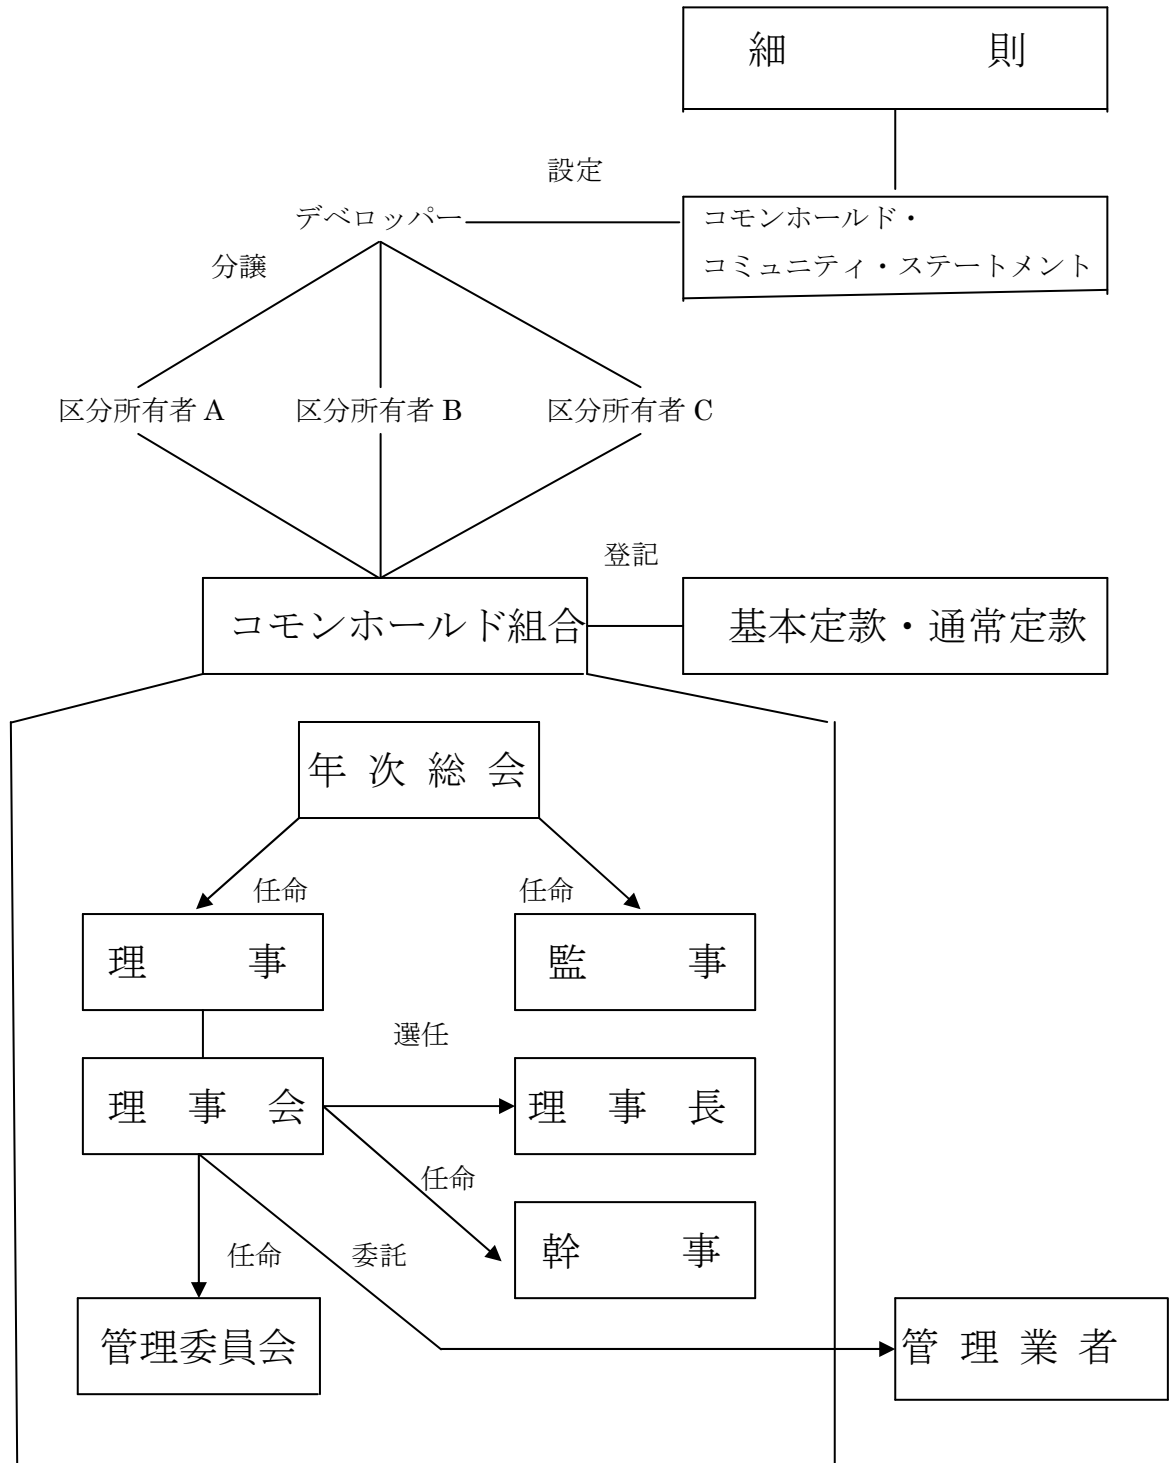 細　則
設定
デベロッパー
コモンホールド・
コミュニティ・ステートメント
分譲
区分所有者 A
区分所有者 B
区分所有者 C
登記
コモンホールド組合
基本定款・通常定款
年 次 総 会
任命
任命
理　事
監　事
選任
理　事　会
理　事　長
任命
幹　事
任命
委託
管理委員会
管 理 業 者